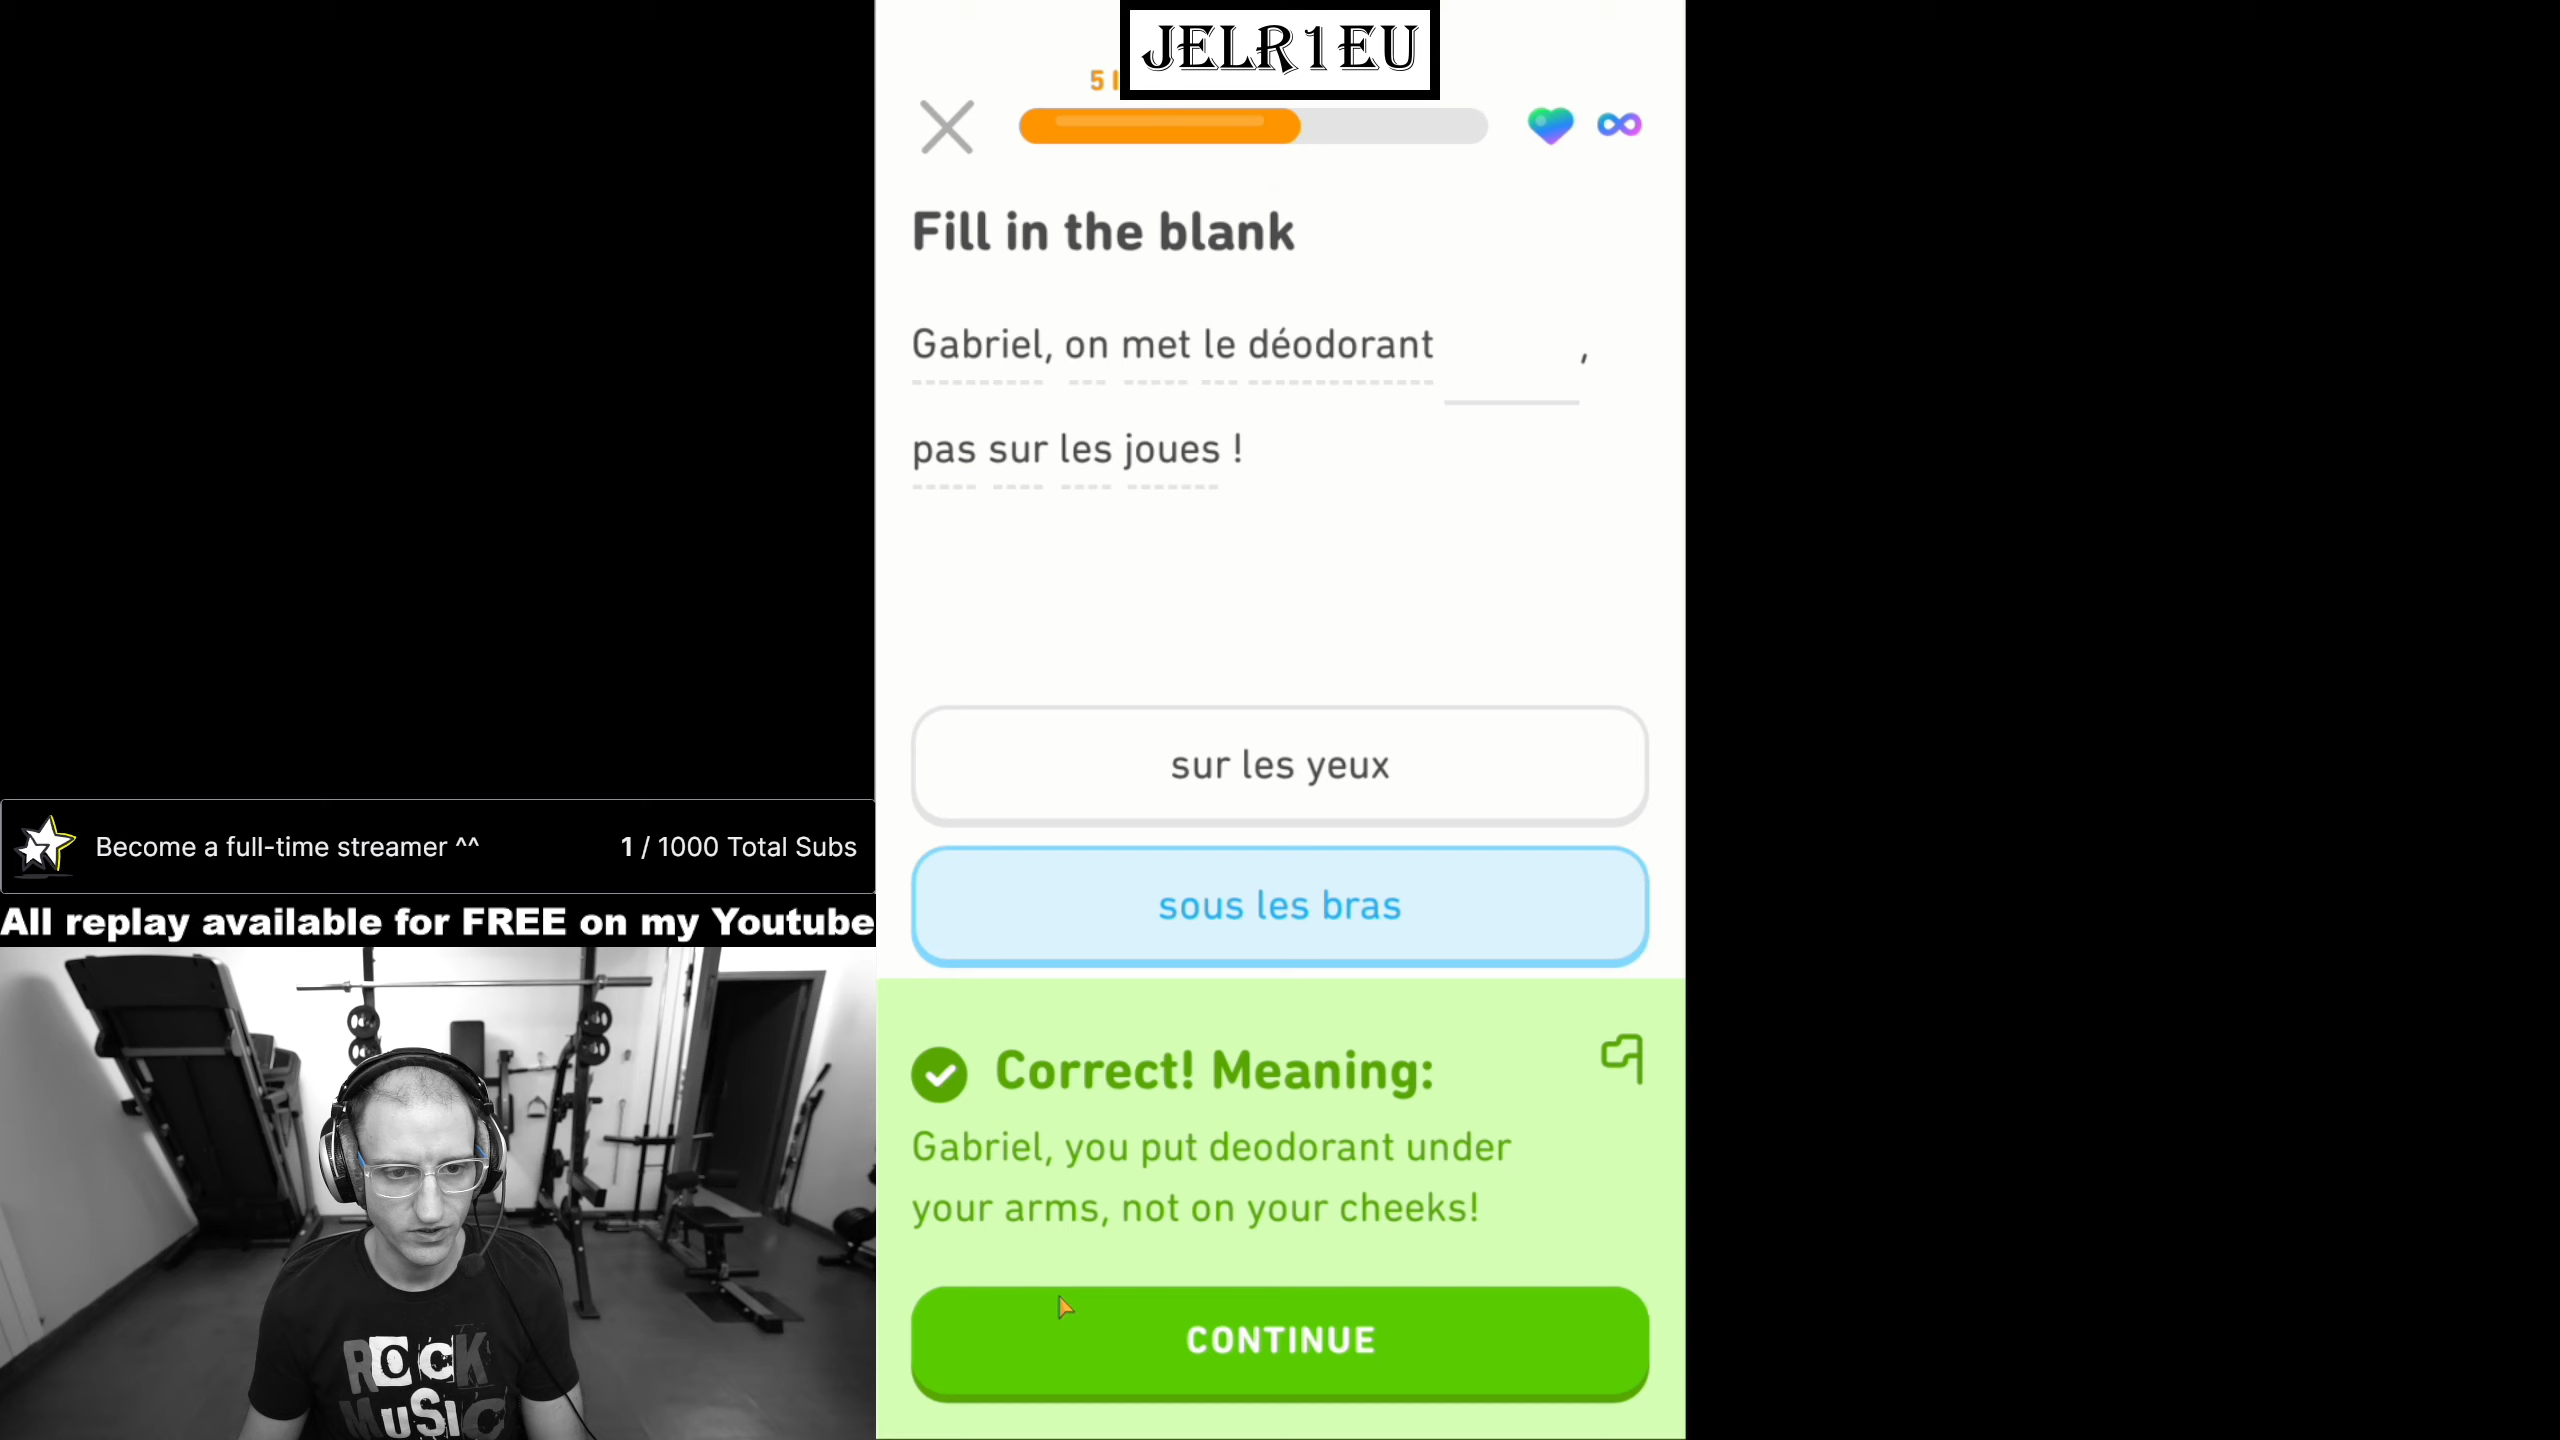 JELR1EU
5 I
Fill in the blank
Gabriel, on met le déodorant ,
pas sur les joues !
sur les yeux
sous les bras
Become a full-time streamer ^^ 1 / 1000 Total Subs
All replay available for FREE on my Youtube
Correct! Meaning:
Gabriel, you put deodorant under
your arms, not on your cheeks!
CONTINUE
ROCK
MUSIC